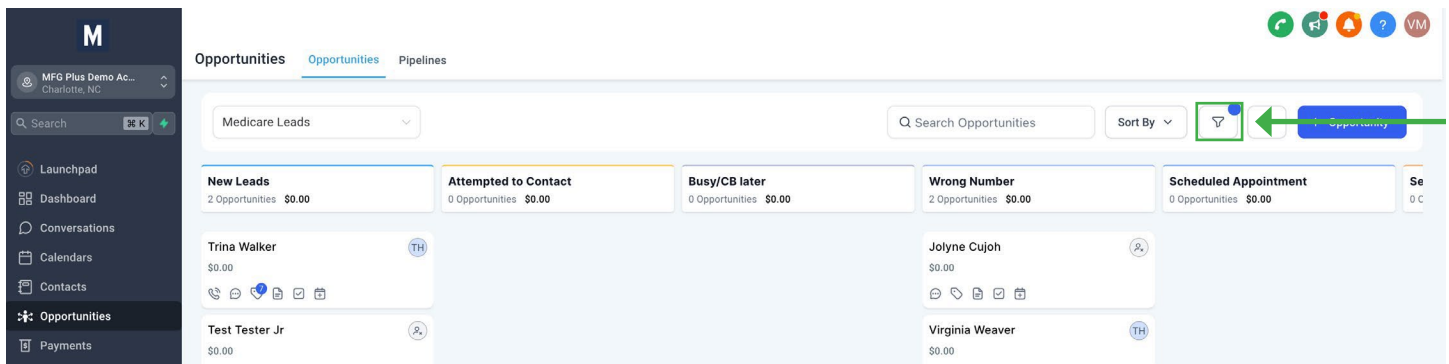 M
MFG Plus Demo Ac...
Charlotte, NC
Search ⌘ K
Launchpad
Dashboard
Conversations
Calendars
Contacts
Opportunities
Payments
? VM
Opportunities Opportunities Pipelines
Medicare Leads
Search Opportunities
Sort By
Opportunity
New Leads
2 Opportunities $0.00
Attempted to Contact
0 Opportunities $0.00
Busy/CB later
0 Opportunities $0.00
Wrong Number
2 Opportunities $0.00
Scheduled Appointment
0 Opportunities $0.00
Se
0 O
Trina Walker TH
$0.00
7
Test Tester Jr
$0.00
Jolyne Cujoh
$0.00
Virginia Weaver TH
$0.00